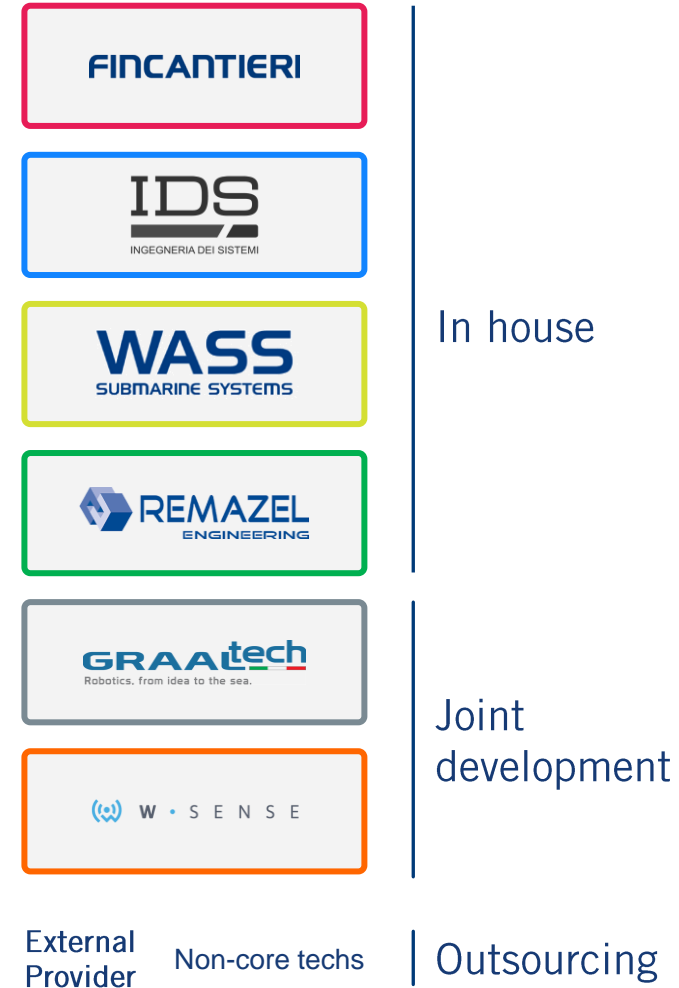 FINCANTIERI
IDS
INGEGNERIA DEI SISTEMI
WASS
SUBMARINE SYSTEMS
In house
REMAZEL
ENGINEERING
GRAALtech
Robotics, from idea to the sea.
Joint
development
W · SENSE
External
Provider
Non-core techs
Outsourcing